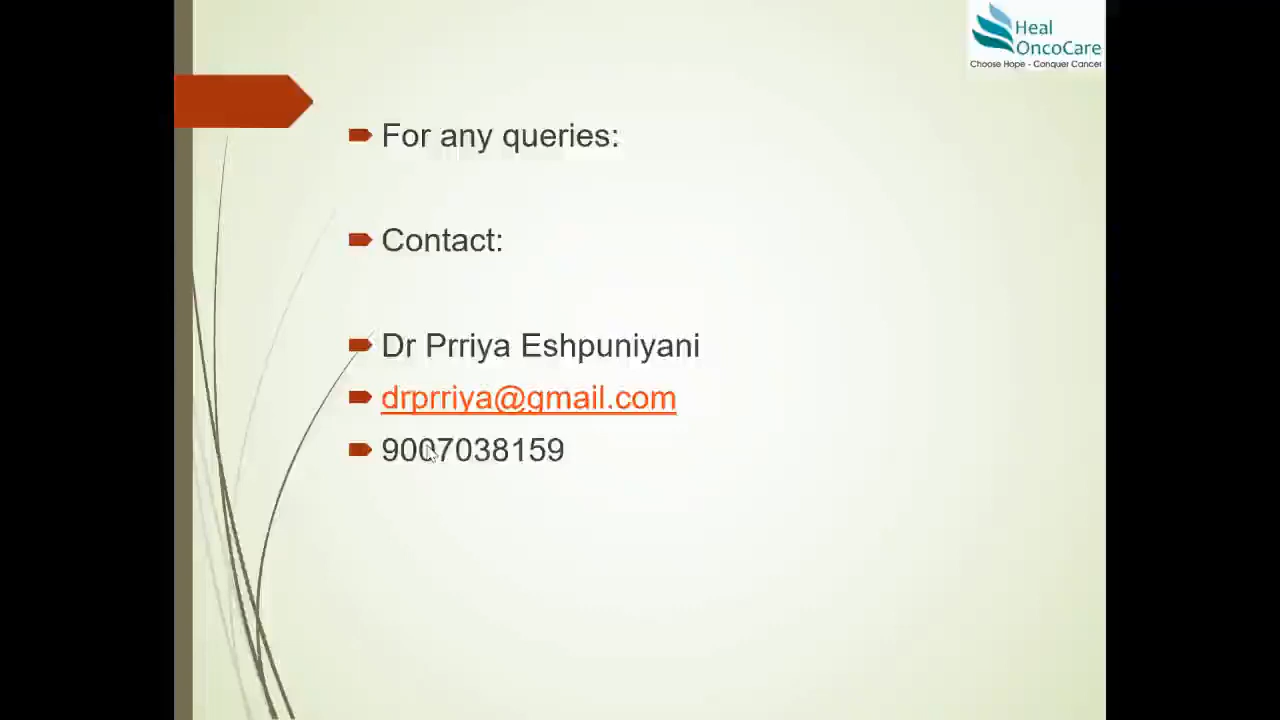 Heal
OncoCare
Choose Hope - Conquer Cancer
For any queries:
Contact:
Dr Prriya Eshpuniyani
drprriya@gmail.com
9007038159